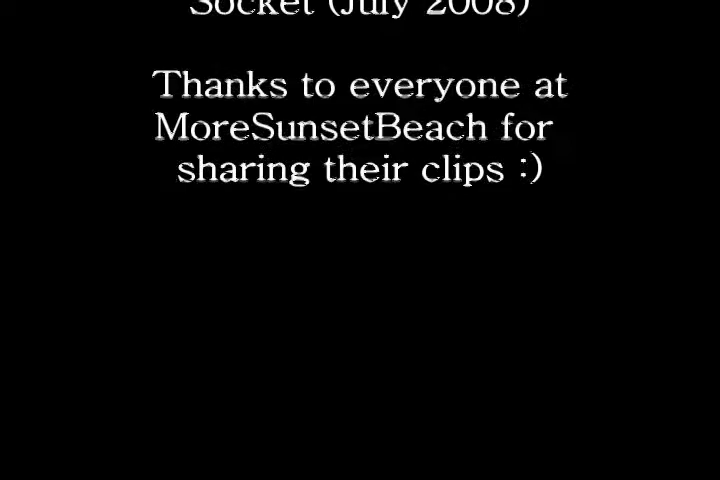 Socket (July 2008)
Thanks to everyone at
MoreSunsetBeach for
sharing their clips :)